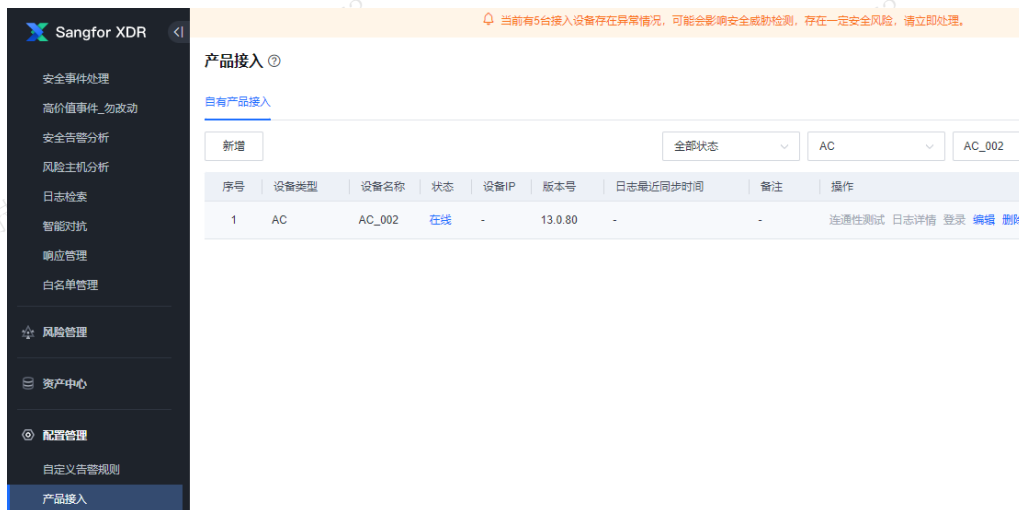 Sangfor XDR
安全事件处理
高价值事件_勿改动
安全告警分析
风险主机分析
日志检索
智能对抗
响应管理
白名单管理
风险管理
资产中心
配置管理
自定义告警规则
产品接入
当前有5台接入设备存在异常情况，可能会影响安全威胁检测，存在一定安全风险，请立即处理。
产品接入
自有产品接入
新增 全部状态 AC AC_002
序号 设备类型 设备名称 状态 设备IP 版本号 日志最近同步时间 备注 操作
1 AC AC_002 在线 - 13.0.80 - - 连通性测试 日志详情 登录 编辑 删除